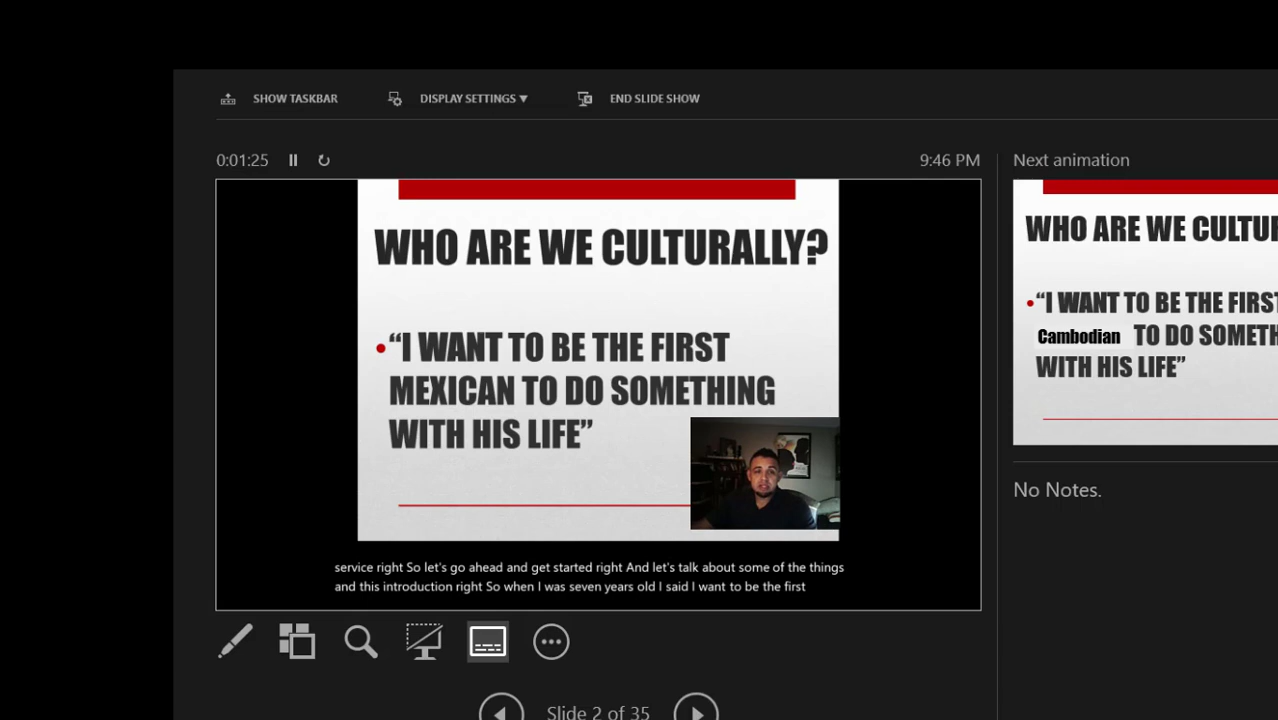 SHOW TASKBAR
DISPLAY SETTINGS ▼
END SLIDE SHOW
0:01:25
9:46 PM
WHO ARE WE CULTURALLY?
•“I WANT TO BE THE FIRST
MEXICAN TO DO SOMETHING
WITH HIS LIFE”
service right So let's go ahead and get started right And let's talk about some of the things
and this introduction right So when I was seven years old I said I want to be the first
Slide 2 of 35
Next animation
WHO ARE WE CULTUR
•“I WANT TO BE THE FIRST
Cambodian TO DO SOMETH
WITH HIS LIFE”
No Notes.